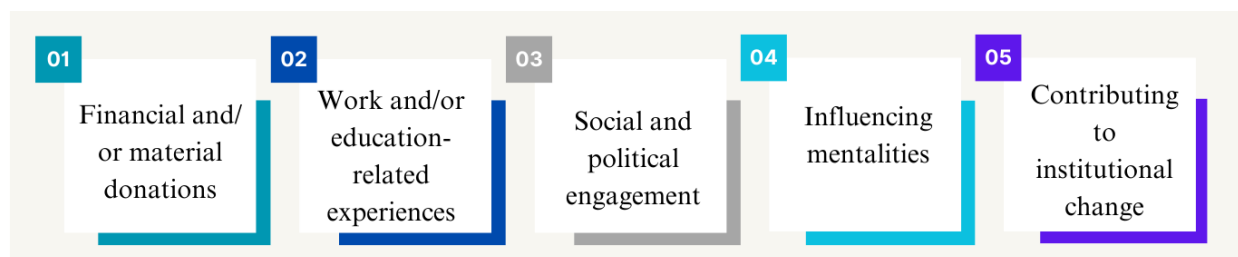 01
Financial and/
or material
donations
02
Work and/or
education-
related
experiences
03
Social and
political
engagement
04
Influencing
mentalities
05
Contributing
to
institutional
change